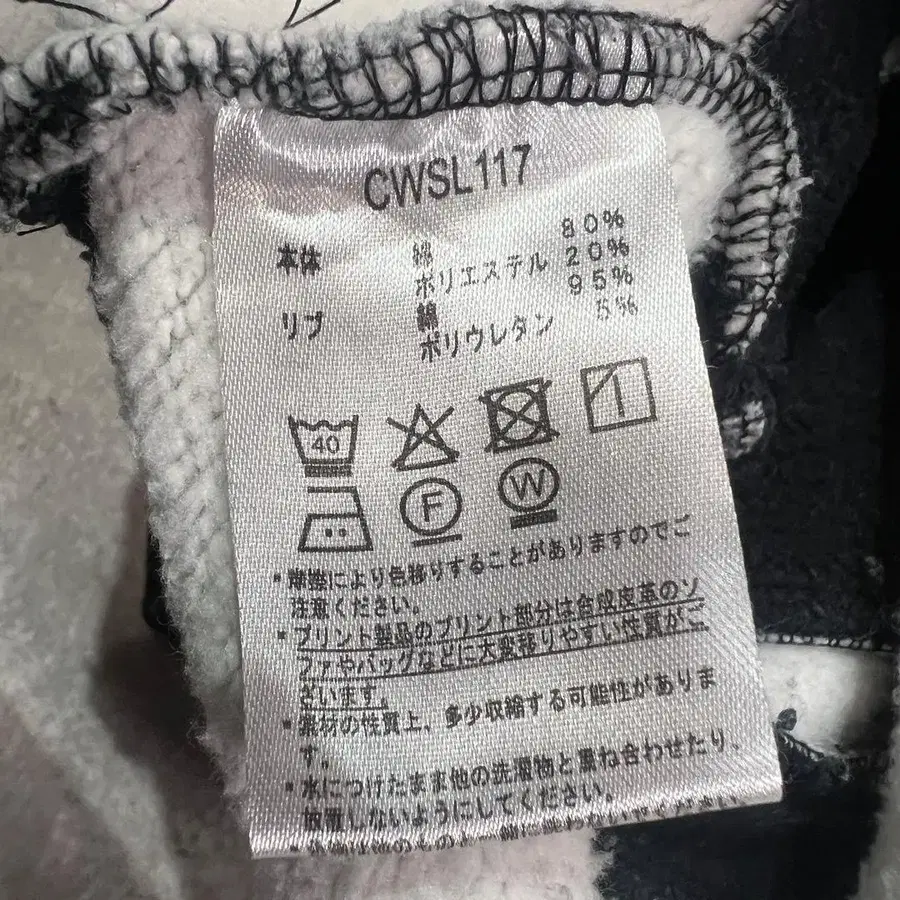 CWSL117
本体 綿 80%
ポリエステル 20%
リブ 綿 95%
ポリウレタン 5%
40
F W
*摩擦により色移りすることがありますのでご
注意ください。
*プリント製品のプリント部分は合成皮革のソ
ファやバッグなどに大変移りやすい性質がご
ざいます。
*素材の性質上、多少収縮する可能性がありま
す。
*水につけたまま他の洗濯物と重ね合わせたり、
放置しないようにしてください。